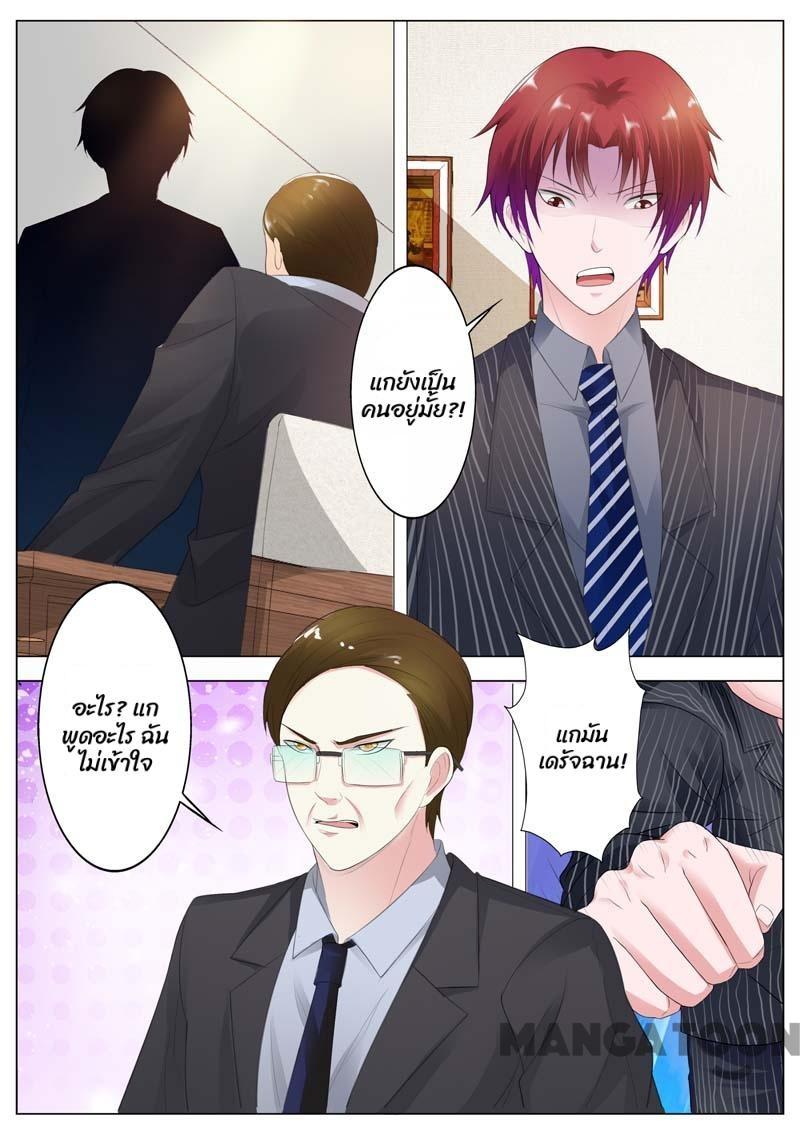 แกยังเป็น
คนอยู่มั้ย?!
อะไร? แก
พูดอะไร ฉัน
ไม่เข้าใจ
แกมัน
เดรัจฉาน!
MANGATOON